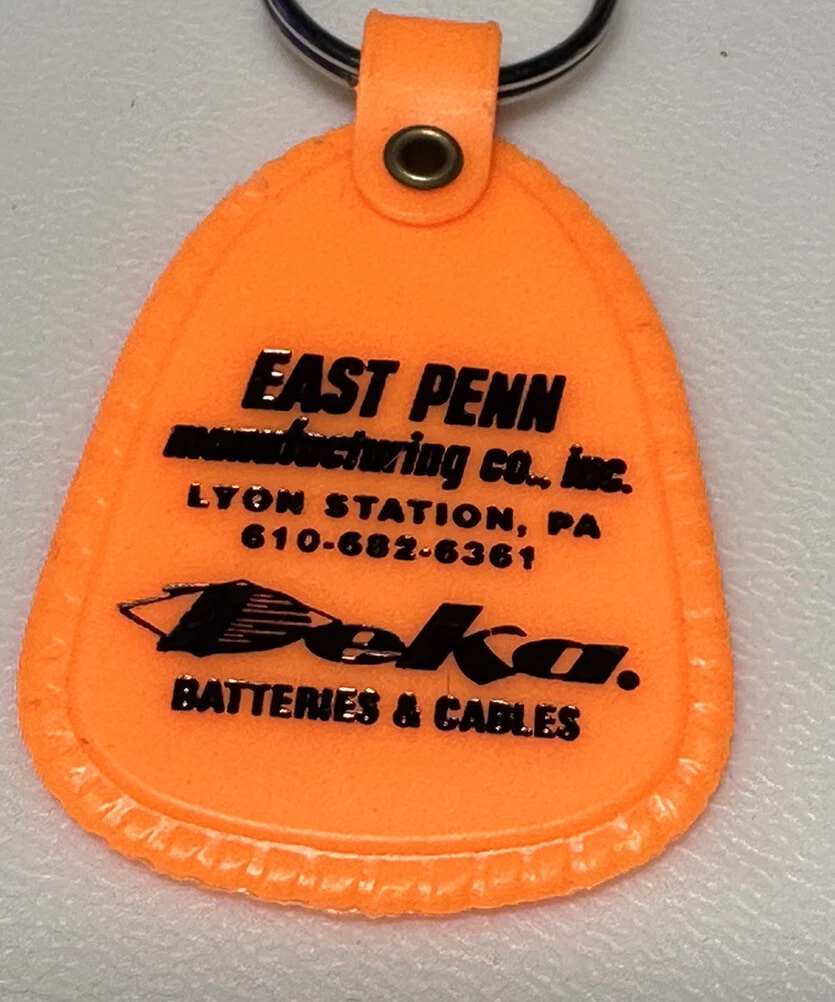 EAST PENN
manufacturing co., inc.
LYON STATION, PA
610-682-6361
Deka.
BATTERIES & CABLES